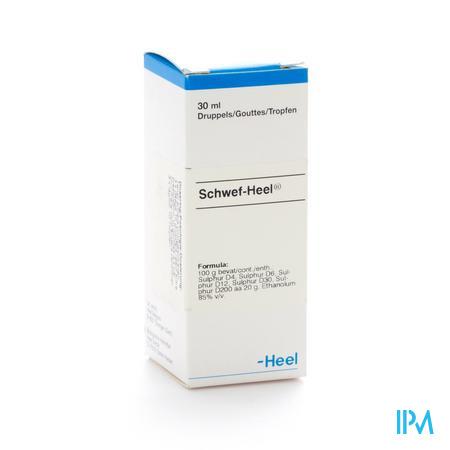 30 ml
Druppels/Gouttes/Tropfen
Schwef-Heel®
Formula:
100 g bevat/cont./enth.
Sulphur D4, Sulphur D6, Sul-
phur D12, Sulphur D30, Sul-
phur D200 aa 20 g. Ethanolum
85% v/v.
-Heel
IPM